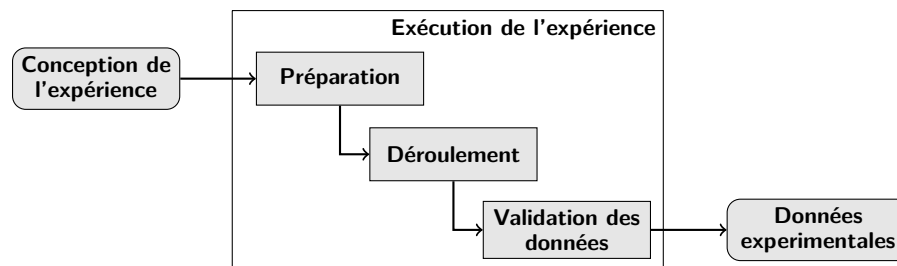 Exécution de l'expérience
Conception de
l'expérience
Préparation
Déroulement
Validation des
données
Données
experimentales